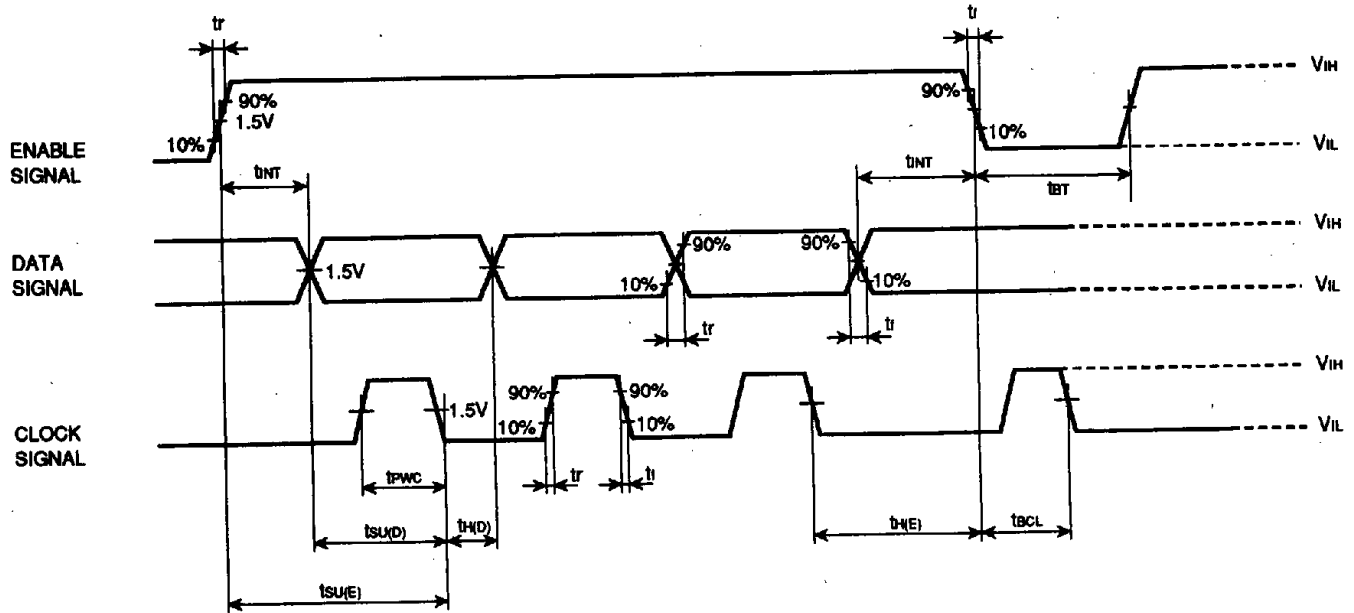 tr
tf
VIH
90%
1.5V
10%
90%
10%
ENABLE
SIGNAL
VIL
tINT
tINT
tBT
VIH
90%
90%
DATA
SIGNAL
1.5V
10%
10%
VIL
tr
tf
VIH
90%
90%
1.5V
10%
10%
CLOCK
SIGNAL
VIL
tPWC
tr
tf
tSU(D)
tH(D)
tH(E)
tBCL
tSU(E)